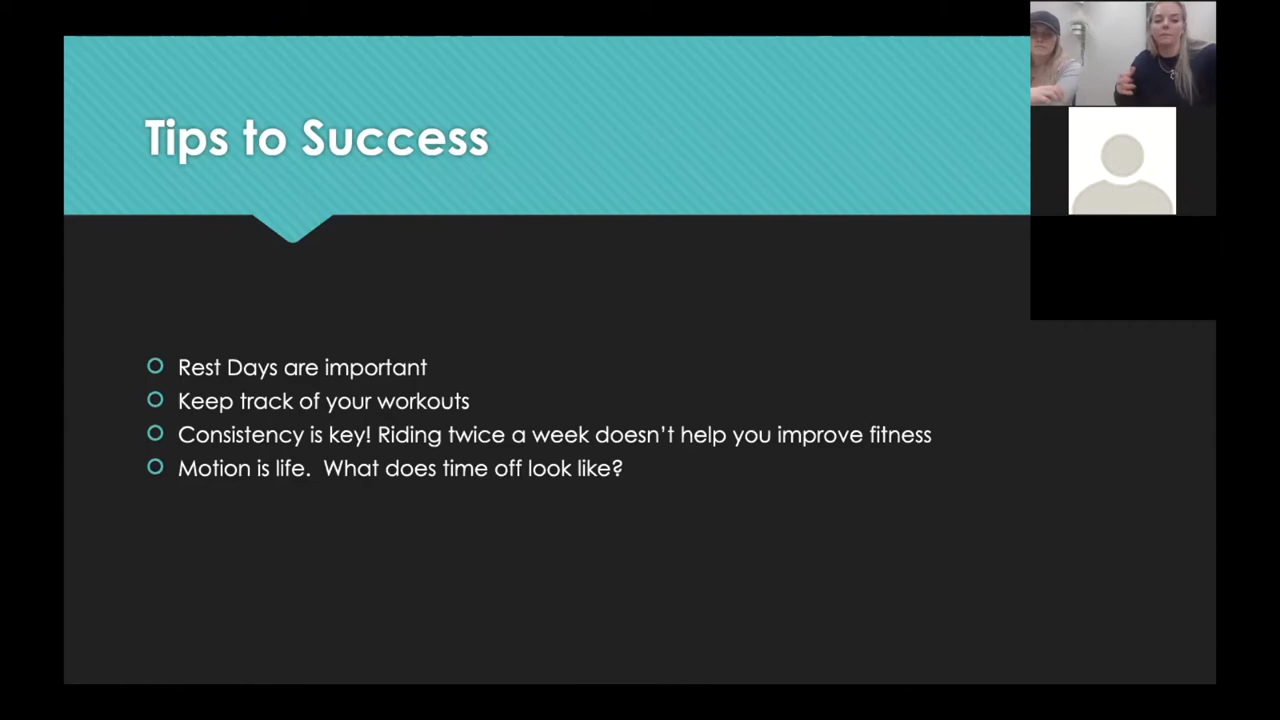 Tips to Success
Rest Days are important
Keep track of your workouts
Consistency is key! Riding twice a week doesn’t help you improve fitness
Motion is life.  What does time off look like?